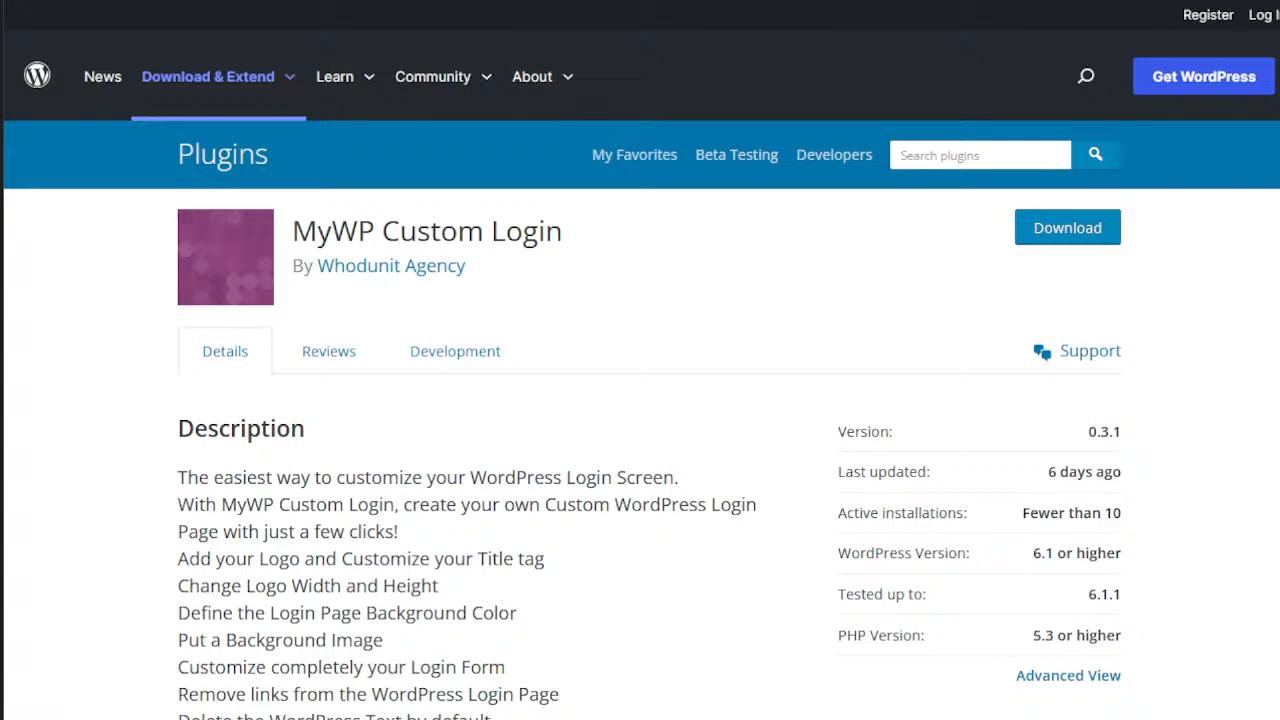 Register Log
News Download & Extend Learn Community About Get WordPress
Plugins My Favorites Beta Testing Developers Search plugins
MyWP Custom Login
Download
By Whodunit Agency
Details Reviews Development Support
Description
The easiest way to customize your WordPress Login Screen.
With MyWP Custom Login, create your own Custom WordPress Login
Page with just a few clicks!
Add your Logo and Customize your Title tag
Change Logo Width and Height
Define the Login Page Background Color
Put a Background Image
Customize completely your Login Form
Remove links from the WordPress Login Page
Delete the WordPress Text by default
Version: 0.3.1
Last updated: 6 days ago
Active installations: Fewer than 10
WordPress Version: 6.1 or higher
Tested up to: 6.1.1
PHP Version: 5.3 or higher
Advanced View